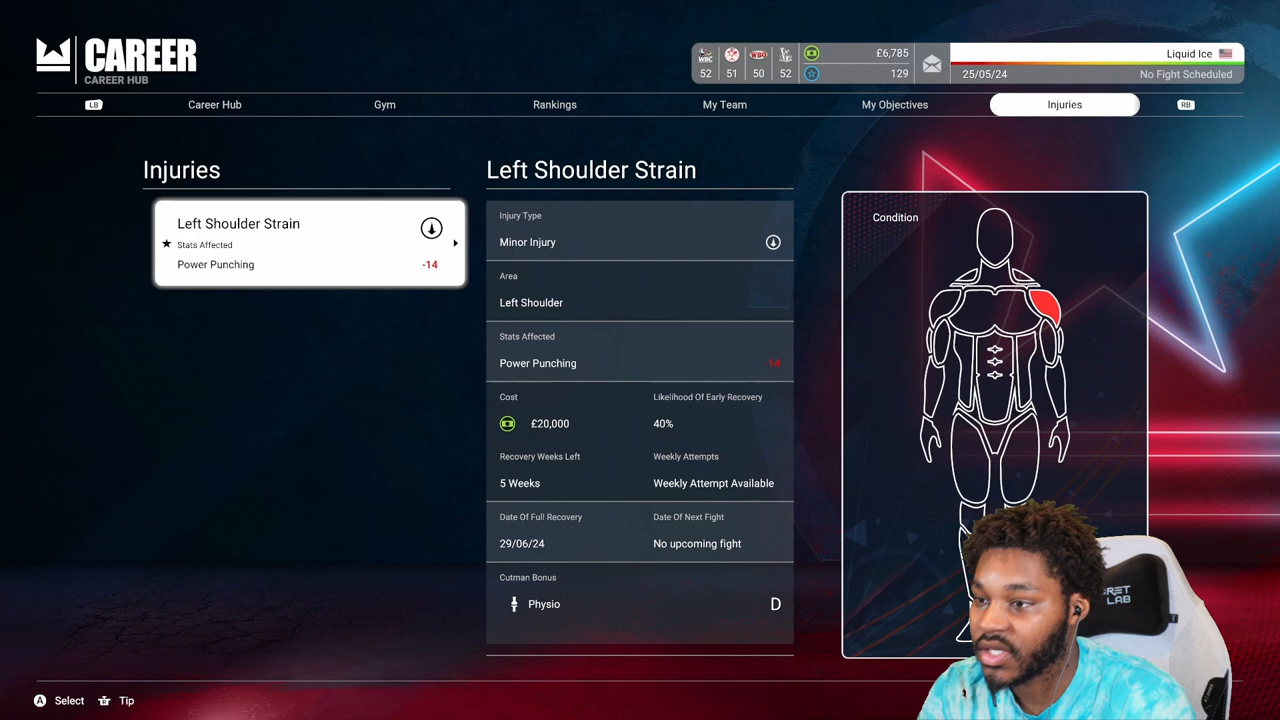 CAREER
CAREER HUB
WBC
WBO
52
51
50
52
£6,785
129
Liquid Ice
25/05/24
No Fight Scheduled
LB
Career Hub
Gym
Rankings
My Team
My Objectives
Injuries
RB
Injuries
Left Shoulder Strain
Stats Affected
Power Punching
-14
Left Shoulder Strain
Injury Type
Minor Injury
Area
Left Shoulder
Stats Affected
Power Punching
-14
Cost
Likelihood Of Early Recovery
£20,000
40%
Recovery Weeks Left
Weekly Attempts
5 Weeks
Weekly Attempt Available
Date Of Full Recovery
Date Of Next Fight
29/06/24
No upcoming fight
Cutman Bonus
Physio
D
Condition
LAB
A Select
Tip